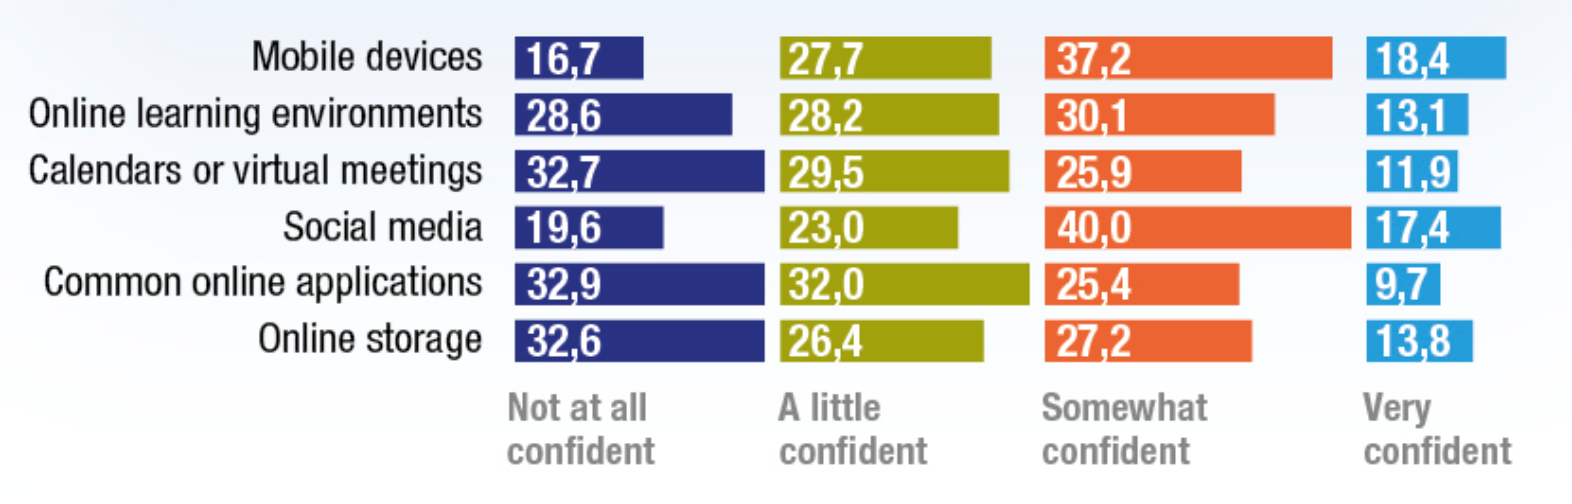 Mobile devices 16,7 27,7 37,2 18,4
Online learning environments 28,6 28,2 30,1 13,1
Calendars or virtual meetings 32,7 29,5 25,9 11,9
Social media 19,6 23,0 40,0 17,4
Common online applications 32,9 32,0 25,4 9,7
Online storage 32,6 26,4 27,2 13,8
Not at all A little Somewhat Very
confident confident confident confident